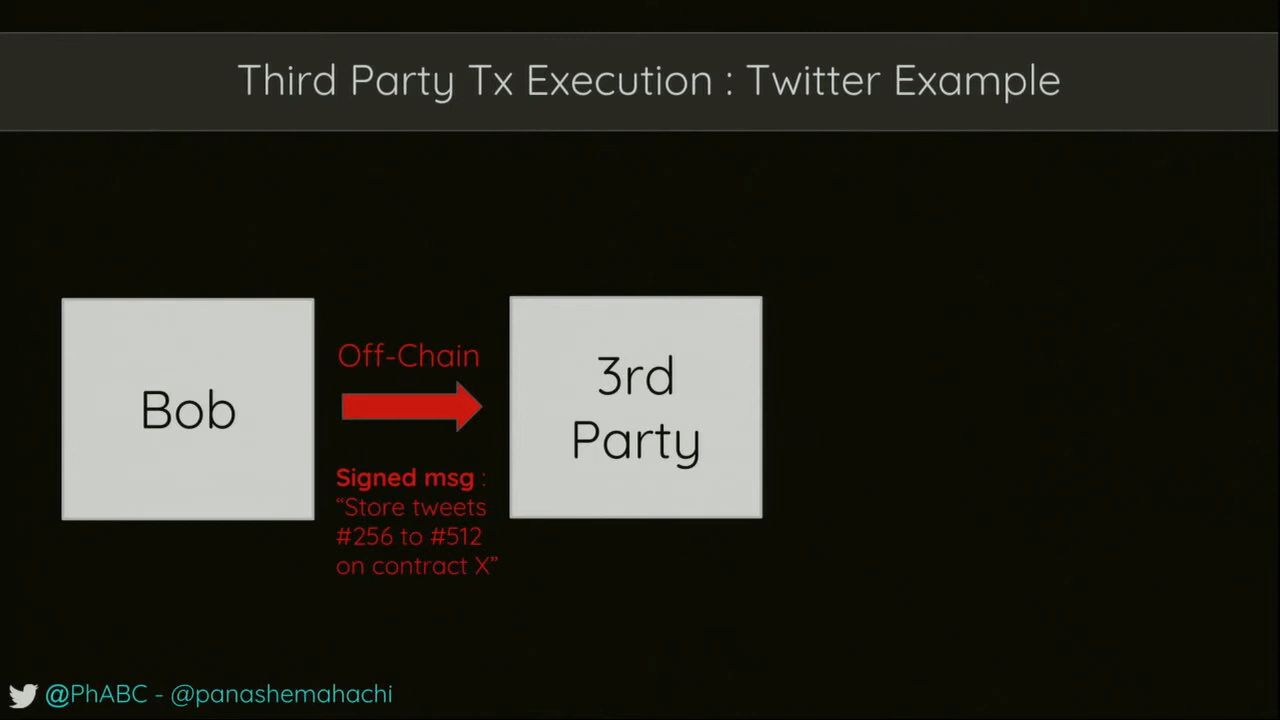 Third Party Tx Execution : Twitter Example
Bob
Off-Chain
Signed msg :
“Store tweets
#256 to #512
on contract X”
3rd
Party
@PhABC - @panashemahachi